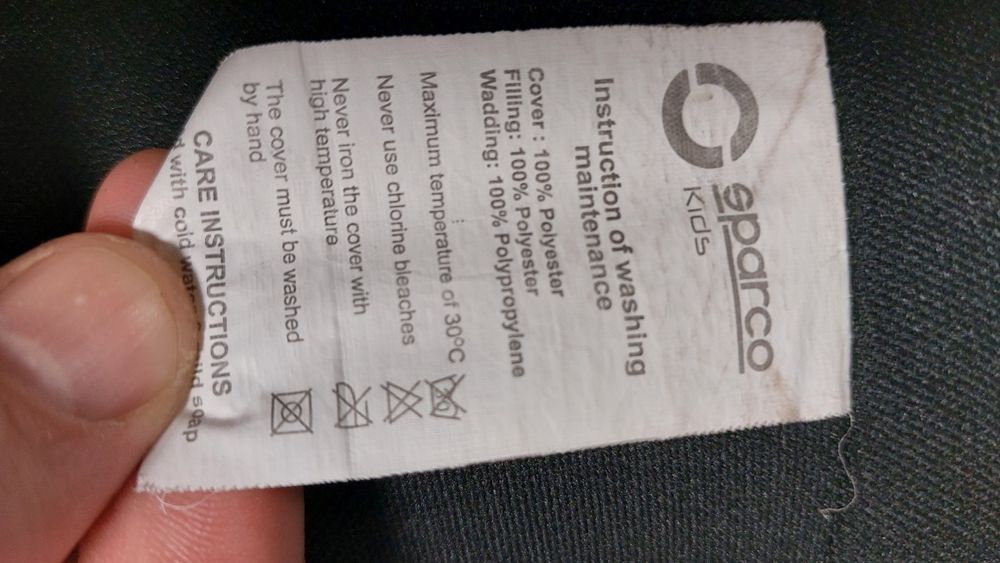 sparco
Kids
Instruction of washing
maintenance
Cover : 100% Polyester
Filling: 100% Polyester
Wadding: 100% Polypropylene
Maximum temperature of 30ºC
Never use chlorine bleaches
Never iron the cover with
high temperature
The cover must be washed
by hand
CARE INSTRUCTIONS
with cold soap